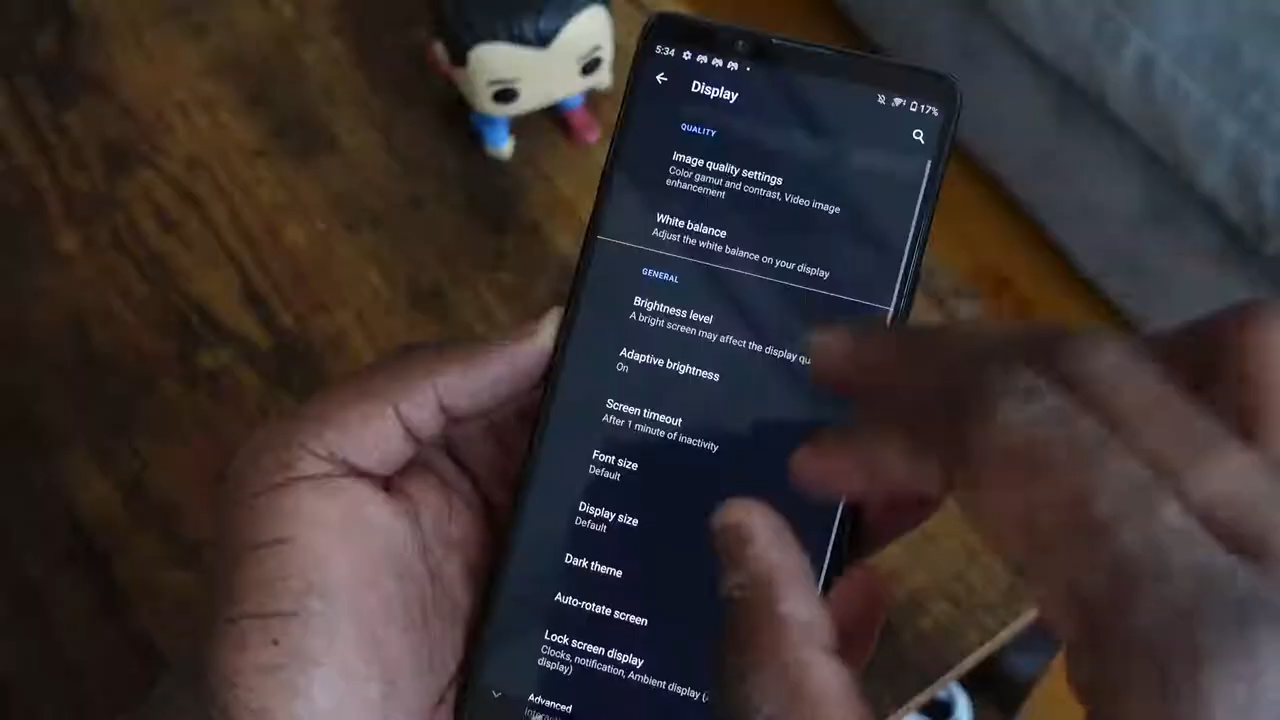 5:34
17%
Display
QUALITY
Image quality settings
Color gamut and contrast, Video image
enhancement
White balance
Adjust the white balance on your display
GENERAL
Brightness level
A bright screen may affect the display
Adaptive brightness
On
Screen timeout
After 1 minute of inactivity
Font size
Default
Display size
Default
Dark theme
Auto-rotate screen
Lock screen display
Clocks, notification, Ambient display
display)
Advanced